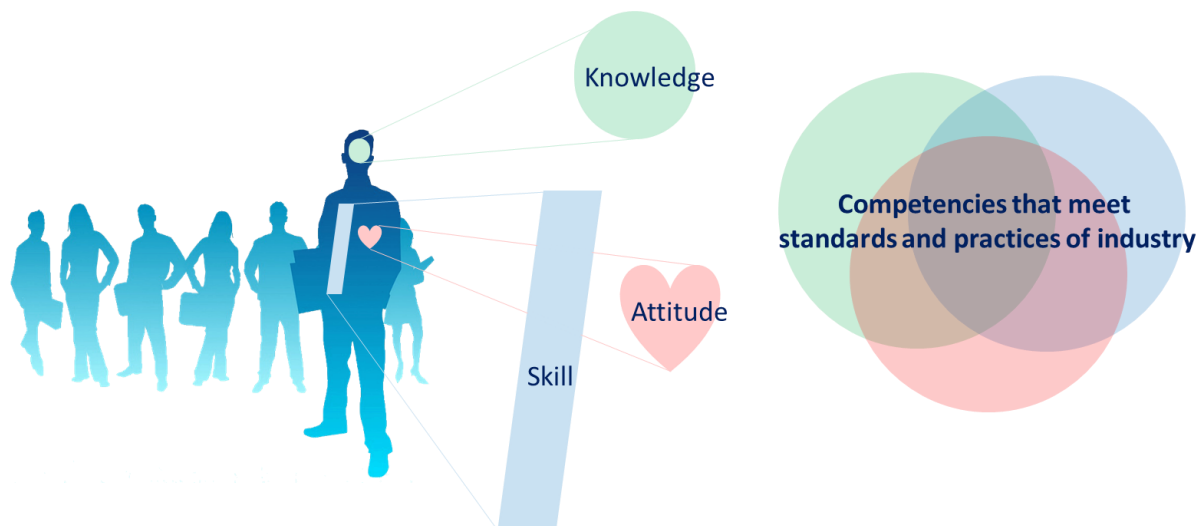 Knowledge
Attitude
Skill
Competencies that meet
standards and practices of industry